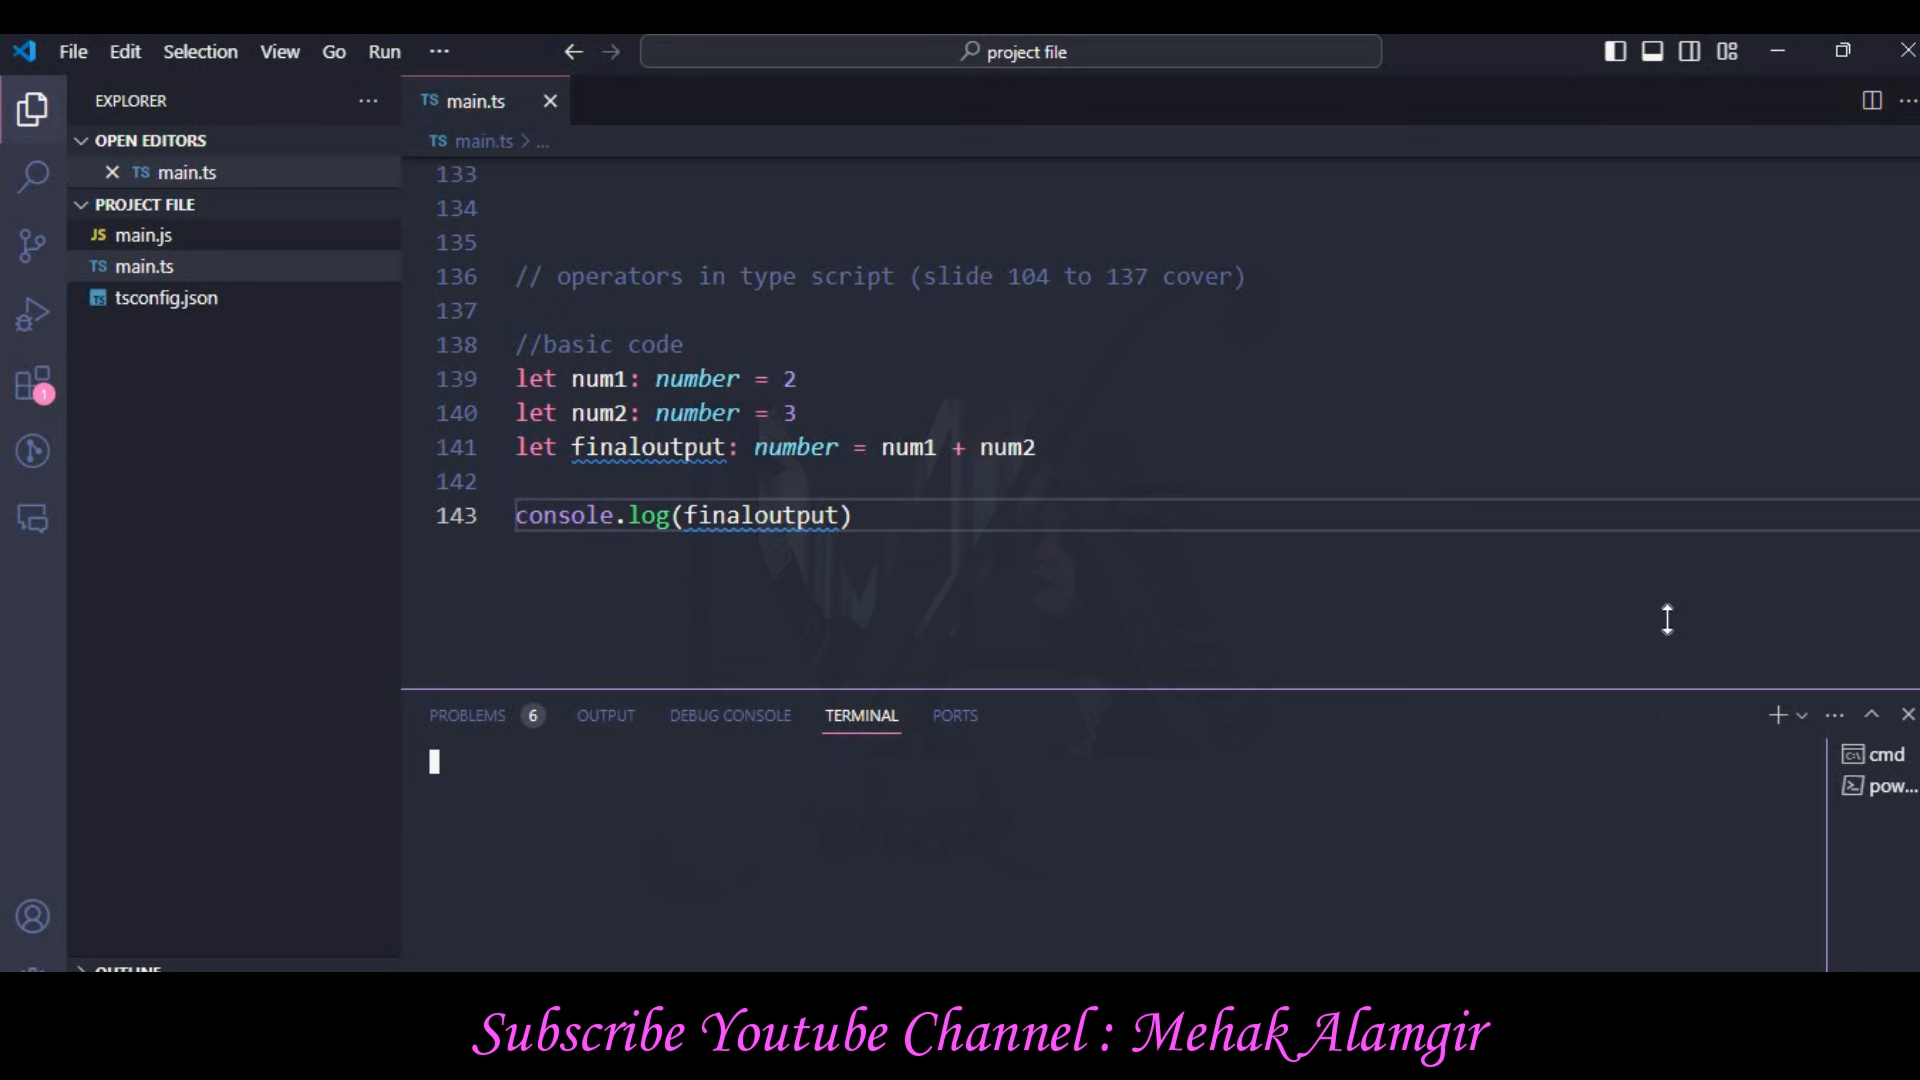 File Edit Selection View Go Run ··· project file
EXPLORER ···
OPEN EDITORS
TS main.ts
PROJECT FILE
JS main.js
TS main.ts
TS tsconfig.json
1
TS main.ts
TS main.ts > ...
133
134
135
136 // operators in type script (slide 104 to 137 cover)
137
138 //basic code
139 let num1: number = 2
140 let num2: number = 3
141 let finaloutput: number = num1 + num2
142
143 console.log(finaloutput)
PROBLEMS 6 OUTPUT DEBUG CONSOLE TERMINAL PORTS
cmd
pow...
OUTLINE
ehak
Subscribe Youtube Channel : Mehak Alamgir